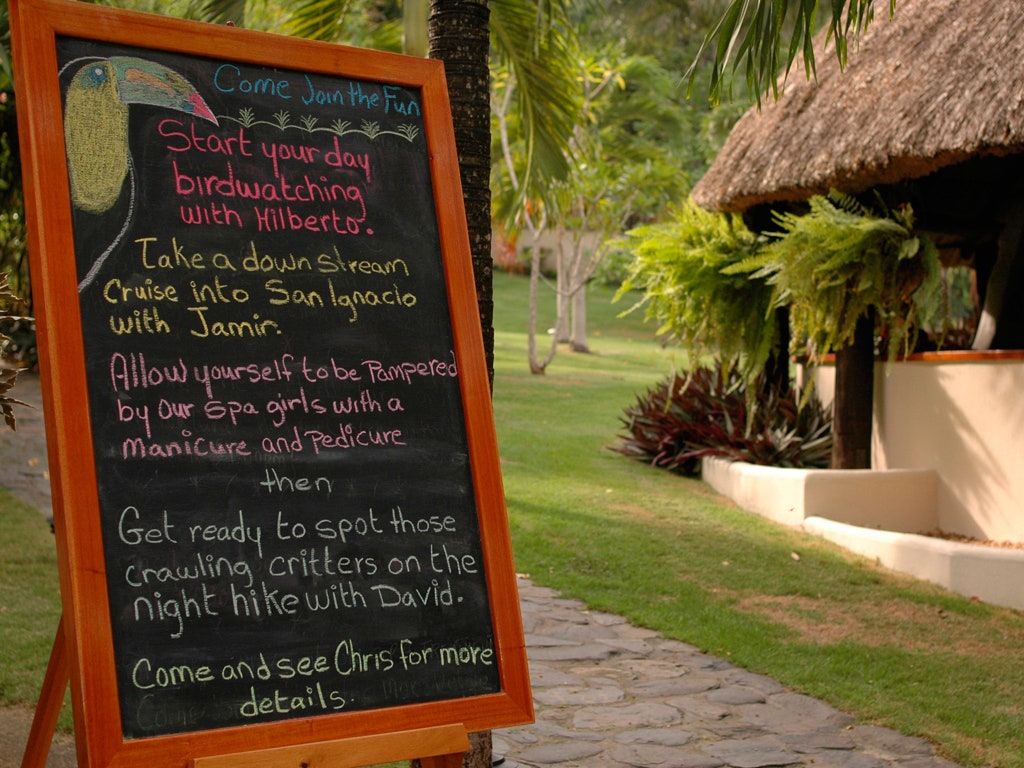 Come Join the Fun
Start your day
birdwatching
with Hilberto.
Take a down stream
Cruise into San Ignacio
with Jamir.
Allow yourself to be Pampered
by our Spa girls with a
manicure and pedicure
then
Get ready to spot those
crawling critters on the
night hike with David.
Come and see Chris for more
details.